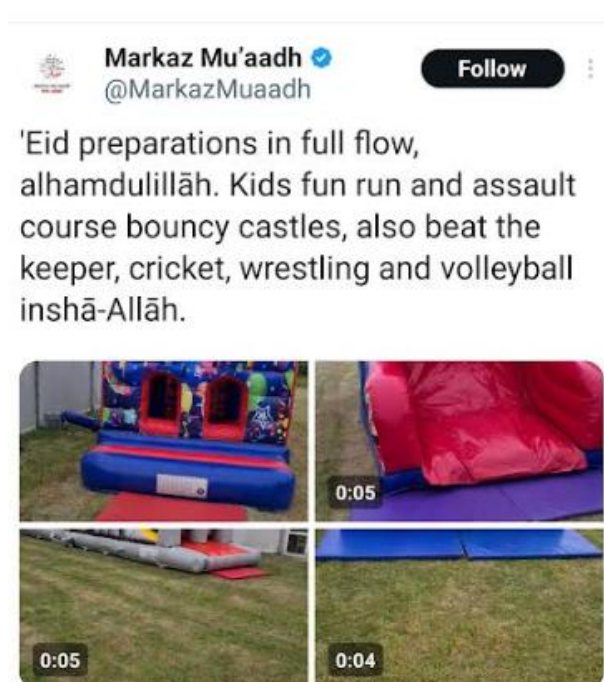 Markaz Mu'aadh
@MarkazMuaadh
Follow
'Eid preparations in full flow,
alhamdulillāh. Kids fun run and assault
course bouncy castles, also beat the
keeper, cricket, wrestling and volleyball
inshā-Allāh.
0:05
0:05
0:04